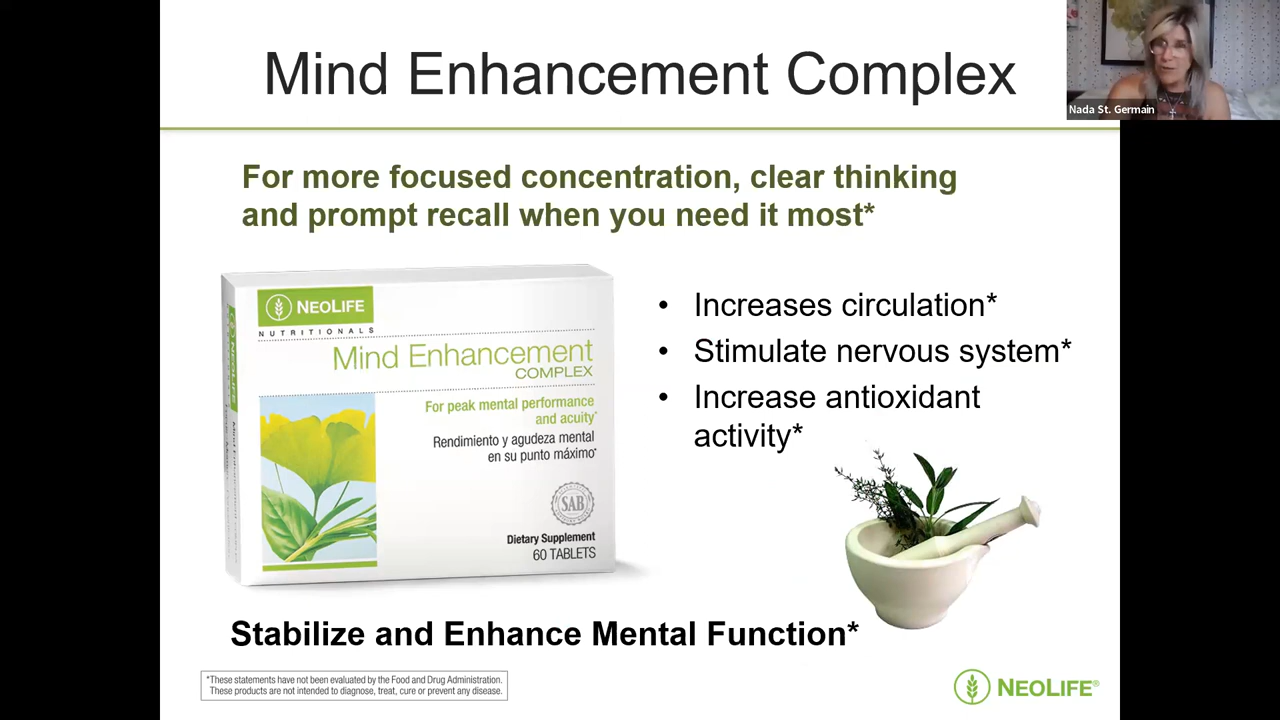 Mind Enhancement Complex
Nada St. Germain
For more focused concentration, clear thinking
and prompt recall when you need it most*
NEOLIFE
NUTRITIONALS
Mind Enhancement
COMPLEX
For peak mental performance
and acuity*
Rendimiento y agudeza mental
en su punto máximo*
SAB
Dietary Supplement
60 TABLETS
NEOLIFE
• Increases circulation*
• Stimulate nervous system*
• Increase antioxidant
activity*
Stabilize and Enhance Mental Function*
*These statements have not been evaluated by the Food and Drug Administration.
These products are not intended to diagnose, treat, cure or prevent any disease.
NEOLIFE®